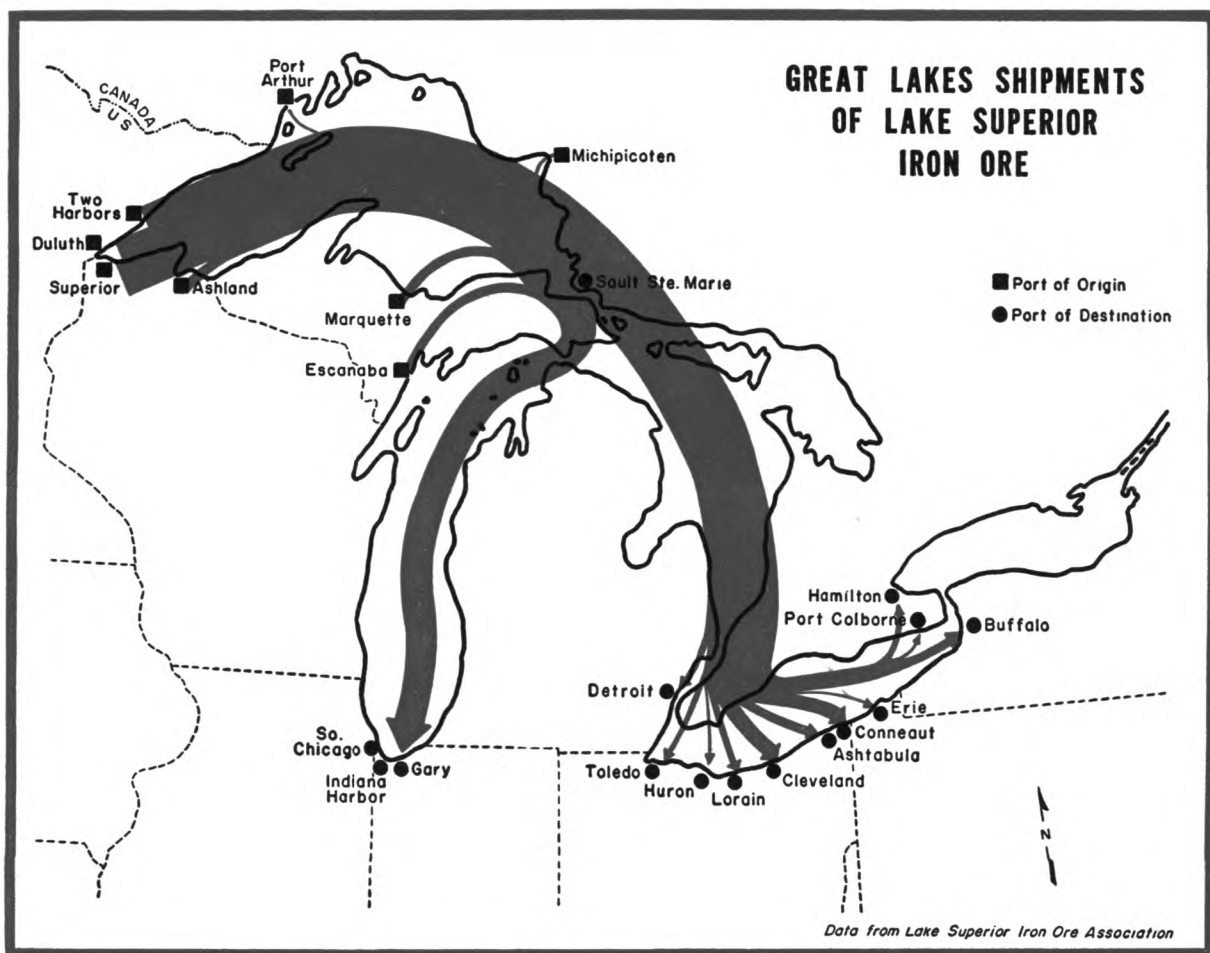 GREAT LAKES SHIPMENTS
OF LAKE SUPERIOR
IRON ORE
Port
Arthur
CANADA
US
Michipicoten
Two
Harbors
Duluth
Superior
Ashland
Sault Ste. Marie
Marquette
Escanaba
Port of Origin
Port of Destination
Hamilton
Port Colborne
Buffalo
Detroit
Erie
Conneaut
Ashtabula
So.
Chicago
Indiana
Harbor
Gary
Toledo
Huron
Lorain
Cleveland
N
Data from Lake Superior Iron Ore Association